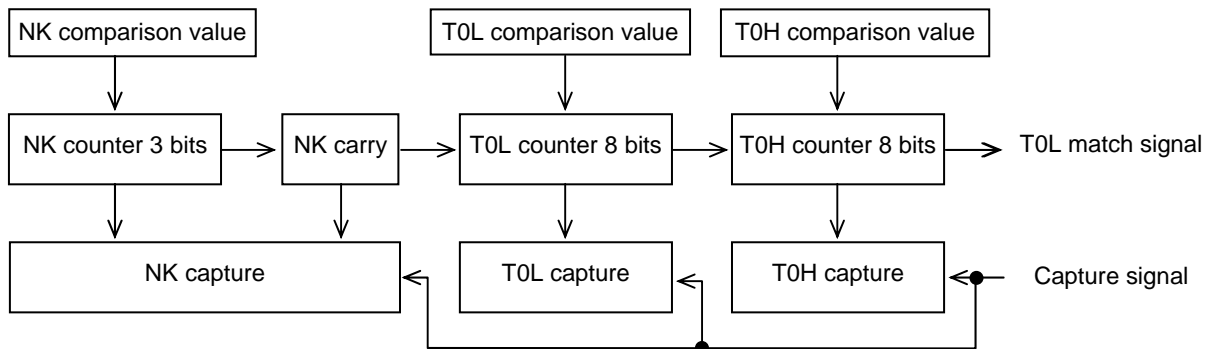 NK comparison value
T0L comparison value
T0H comparison value
NK counter 3 bits
NK carry
T0L counter 8 bits
T0H counter 8 bits
T0L match signal
NK capture
T0L capture
T0H capture
Capture signal